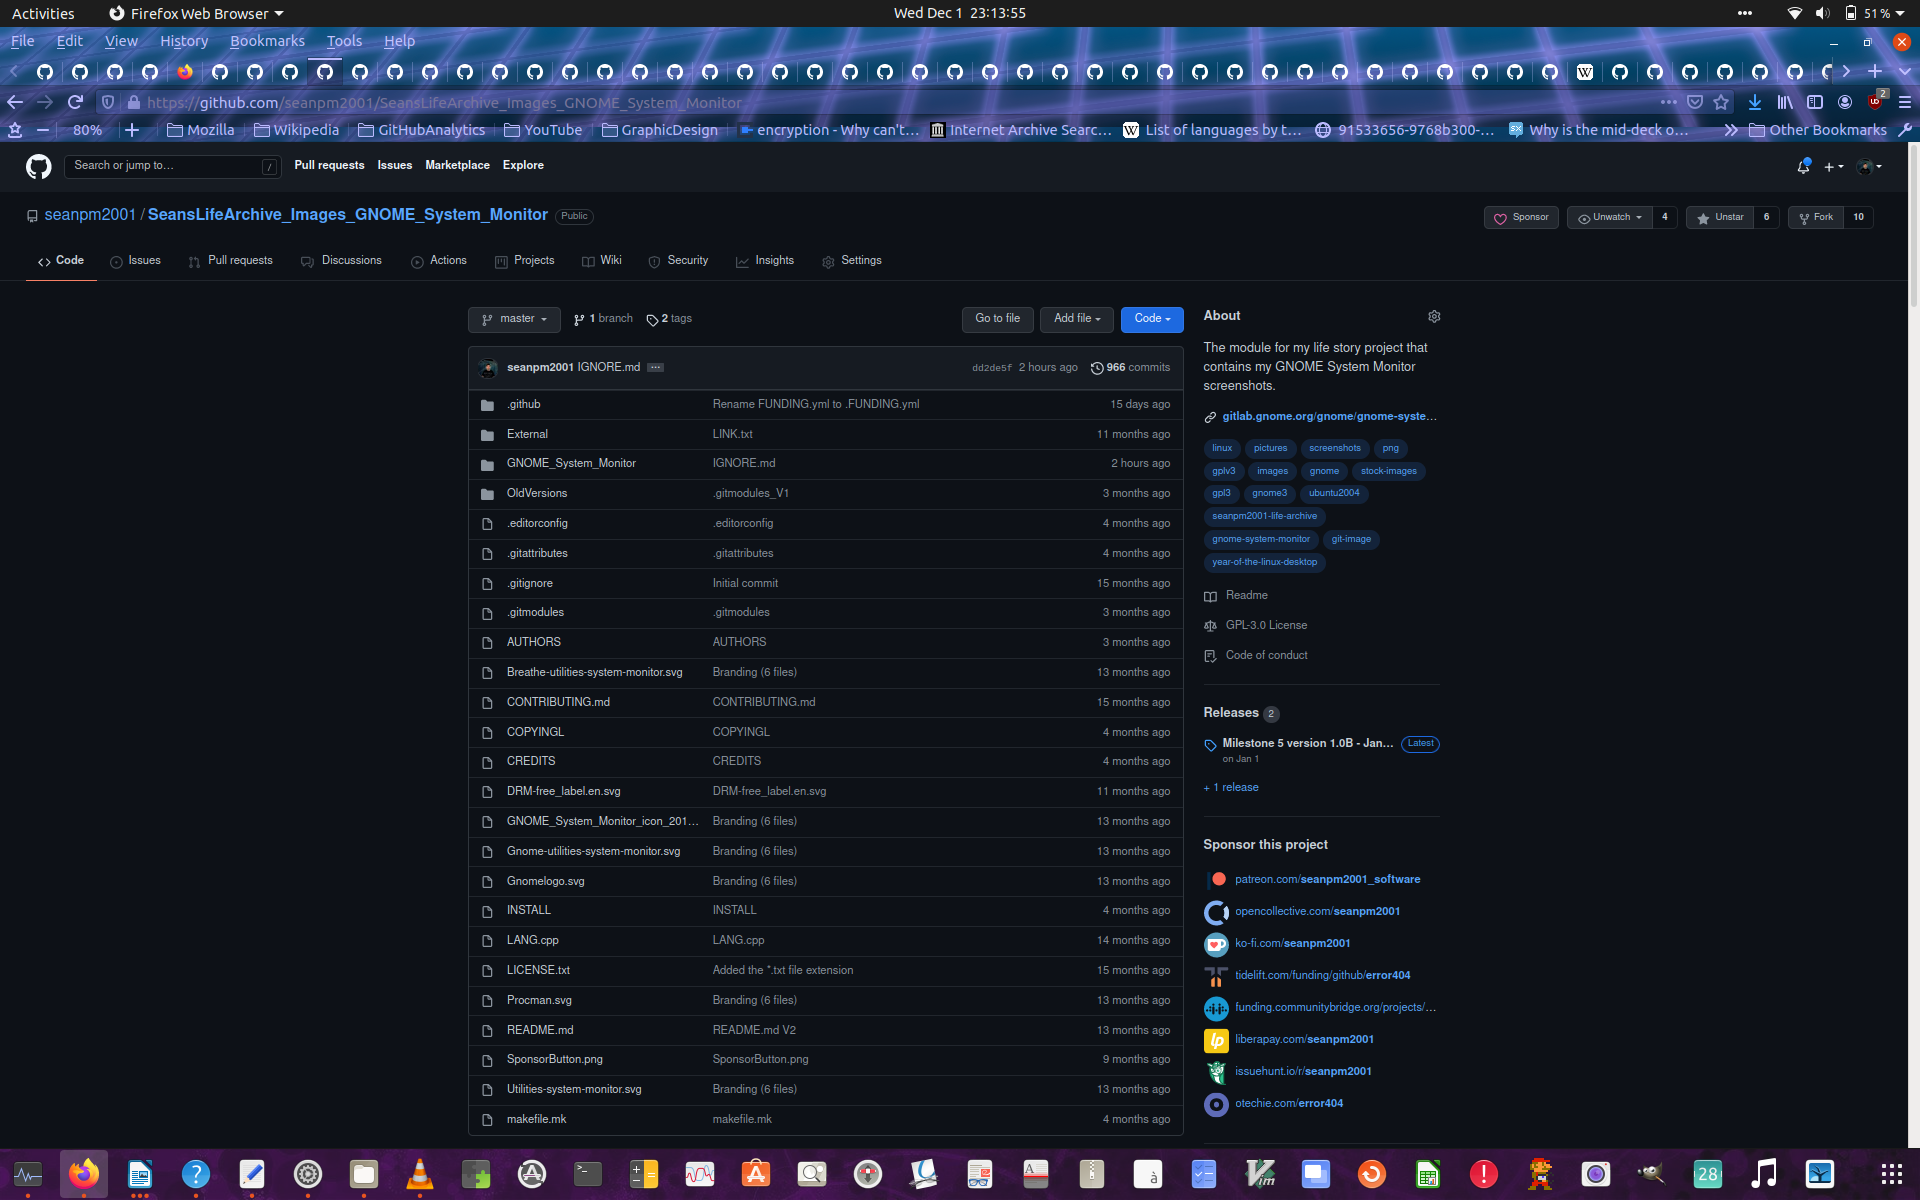 Activities Firefox Web Browser Wed Dec 1 23:13:55 51 %
File Edit View History Bookmarks Tools Help
https://github.com/seanpm2001/SeansLifeArchive_Images_GNOME_System_Monitor 2
80% Mozilla Wikipedia GitHubAnalytics YouTube GraphicDesign encryption - Why can't… Internet Archive Searc… List of languages by t… 91533656-9768b300-… Why is the mid-deck o… Other Bookmarks
Search or jump to… / Pull requests Issues Marketplace Explore
seanpm2001 / SeansLifeArchive_Images_GNOME_System_Monitor Public Sponsor Unwatch 4 Unstar 6 Fork 10
Code Issues Pull requests Discussions Actions Projects Wiki Security Insights Settings
master 1 branch 2 tags Go to file Add file Code
seanpm2001 IGNORE.md … dd2de5f 2 hours ago 966 commits
.github Rename FUNDING.yml to .FUNDING.yml 15 days ago
External LINK.txt 11 months ago
GNOME_System_Monitor IGNORE.md 2 hours ago
OldVersions .gitmodules_V1 3 months ago
.editorconfig .editorconfig 4 months ago
.gitattributes .gitattributes 4 months ago
.gitignore Initial commit 15 months ago
.gitmodules .gitmodules 3 months ago
AUTHORS AUTHORS 3 months ago
Breathe-utilities-system-monitor.svg Branding (6 files) 13 months ago
CONTRIBUTING.md CONTRIBUTING.md 15 months ago
COPYINGL COPYINGL 4 months ago
CREDITS CREDITS 4 months ago
DRM-free_label.en.svg DRM-free_label.en.svg 11 months ago
GNOME_System_Monitor_icon_201… Branding (6 files) 13 months ago
Gnome-utilities-system-monitor.svg Branding (6 files) 13 months ago
Gnomelogo.svg Branding (6 files) 13 months ago
INSTALL INSTALL 4 months ago
LANG.cpp LANG.cpp 14 months ago
LICENSE.txt Added the *.txt file extension 15 months ago
Procman.svg Branding (6 files) 13 months ago
README.md README.md V2 13 months ago
SponsorButton.png SponsorButton.png 9 months ago
Utilities-system-monitor.svg Branding (6 files) 13 months ago
makefile.mk makefile.mk 4 months ago
About
The module for my life story project that
contains my GNOME System Monitor
screenshots.
gitlab.gnome.org/gnome/gnome-syste…
linux pictures screenshots png
gplv3 images gnome stock-images
gpl3 gnome3 ubuntu2004
seanpm2001-life-archive
gnome-system-monitor git-image
year-of-the-linux-desktop
Readme
GPL-3.0 License
Code of conduct
Releases 2
Milestone 5 version 1.0B - Jan… Latest
on Jan 1
+ 1 release
Sponsor this project
patreon.com/seanpm2001_software
opencollective.com/seanpm2001
ko-fi.com/seanpm2001
tidelift.com/funding/github/error404
funding.communitybridge.org/projects/…
liberapay.com/seanpm2001
issuehunt.io/r/seanpm2001
otechie.com/error404
28